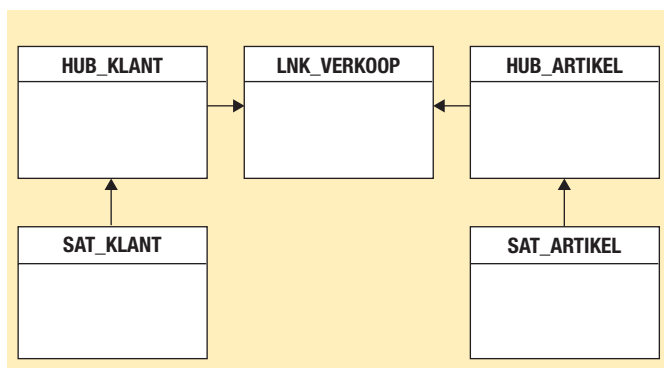 HUB_KLANT
LNK_VERKOOP
HUB_ARTIKEL
SAT_KLANT
SAT_ARTIKEL